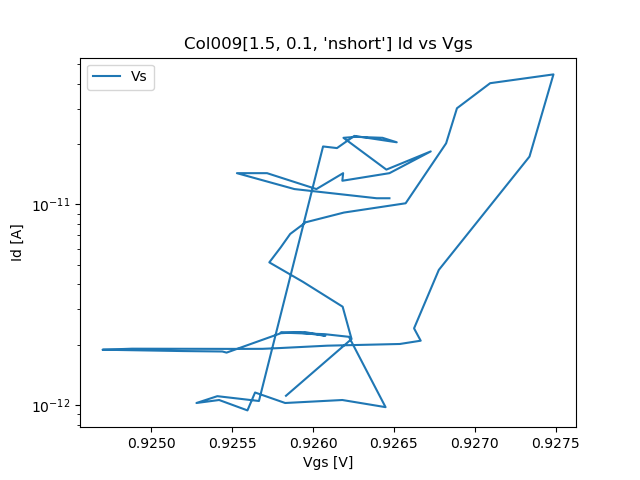 Col009[1.5, 0.1, 'nshort'] Id vs Vgs
Vs
10⁻¹¹
Id [A]
10⁻¹²
0.9250 0.9255 0.9260 0.9265 0.9270 0.9275
Vgs [V]